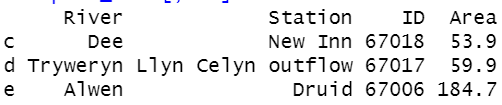 River Station ID Area
c Dee New Inn 67018 53.9
d Tryweryn Llyn Celyn outflow 67017 59.9
e Alwen Druid 67006 184.7